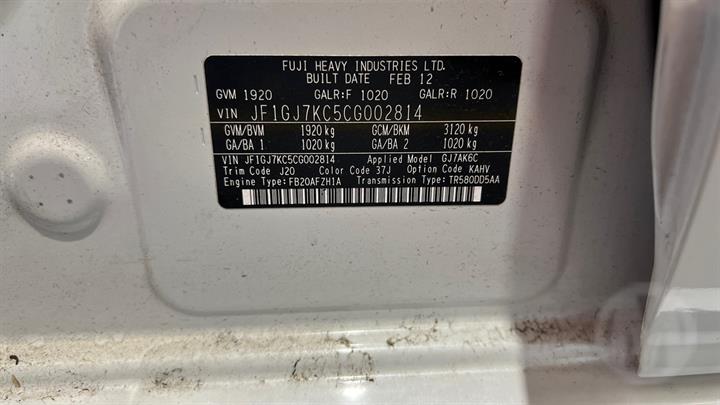 FUJI HEAVY INDUSTRIES LTD.
BUILT DATE FEB 12
GVM 1920 GALR:F 1020 GALR:R 1020
VIN JF1GJ7KC5CG002814
GVM/BVM 1920 kg GCM/BKM 3120 kg
GA/BA 1 1020 kg GA/BA 2 1020 kg
VIN JF1GJ7KC5CG002814 Applied Model GJ7AK6C
Trim Code J20 Color Code 37J Option Code KAHV
Engine Type:FB20AFZH1A Transmission Type:TR580DD5AA